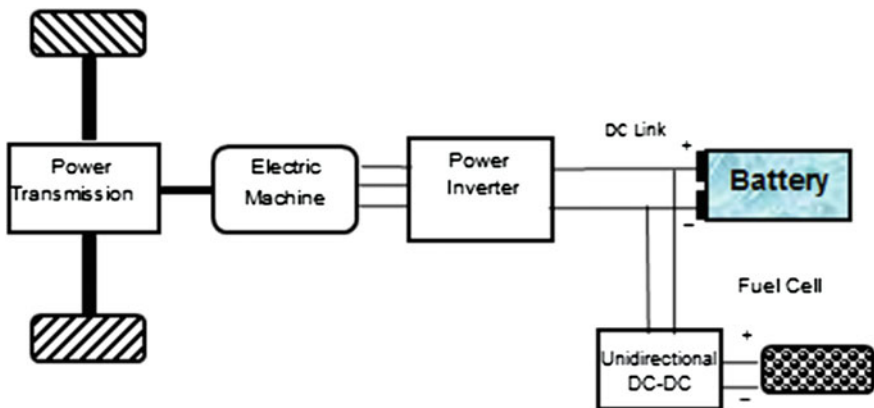 Power
Transmission
Electric
Machine
Power
Inverter
DC Link
+
Battery
−
Fuel Cell
Unidirectional
DC-DC
+
−